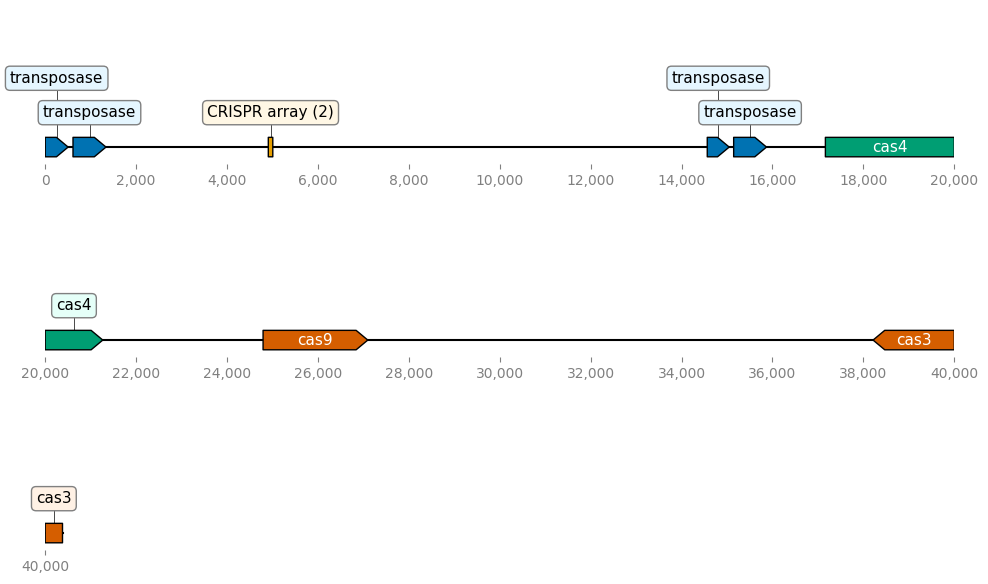 transposase transposase
transposase CRISPR array (2) transposase
cas4
0 2,000 4,000 6,000 8,000 10,000 12,000 14,000 16,000 18,000 20,000
cas4
cas9 cas3
20,000 22,000 24,000 26,000 28,000 30,000 32,000 34,000 36,000 38,000 40,000
cas3
40,000